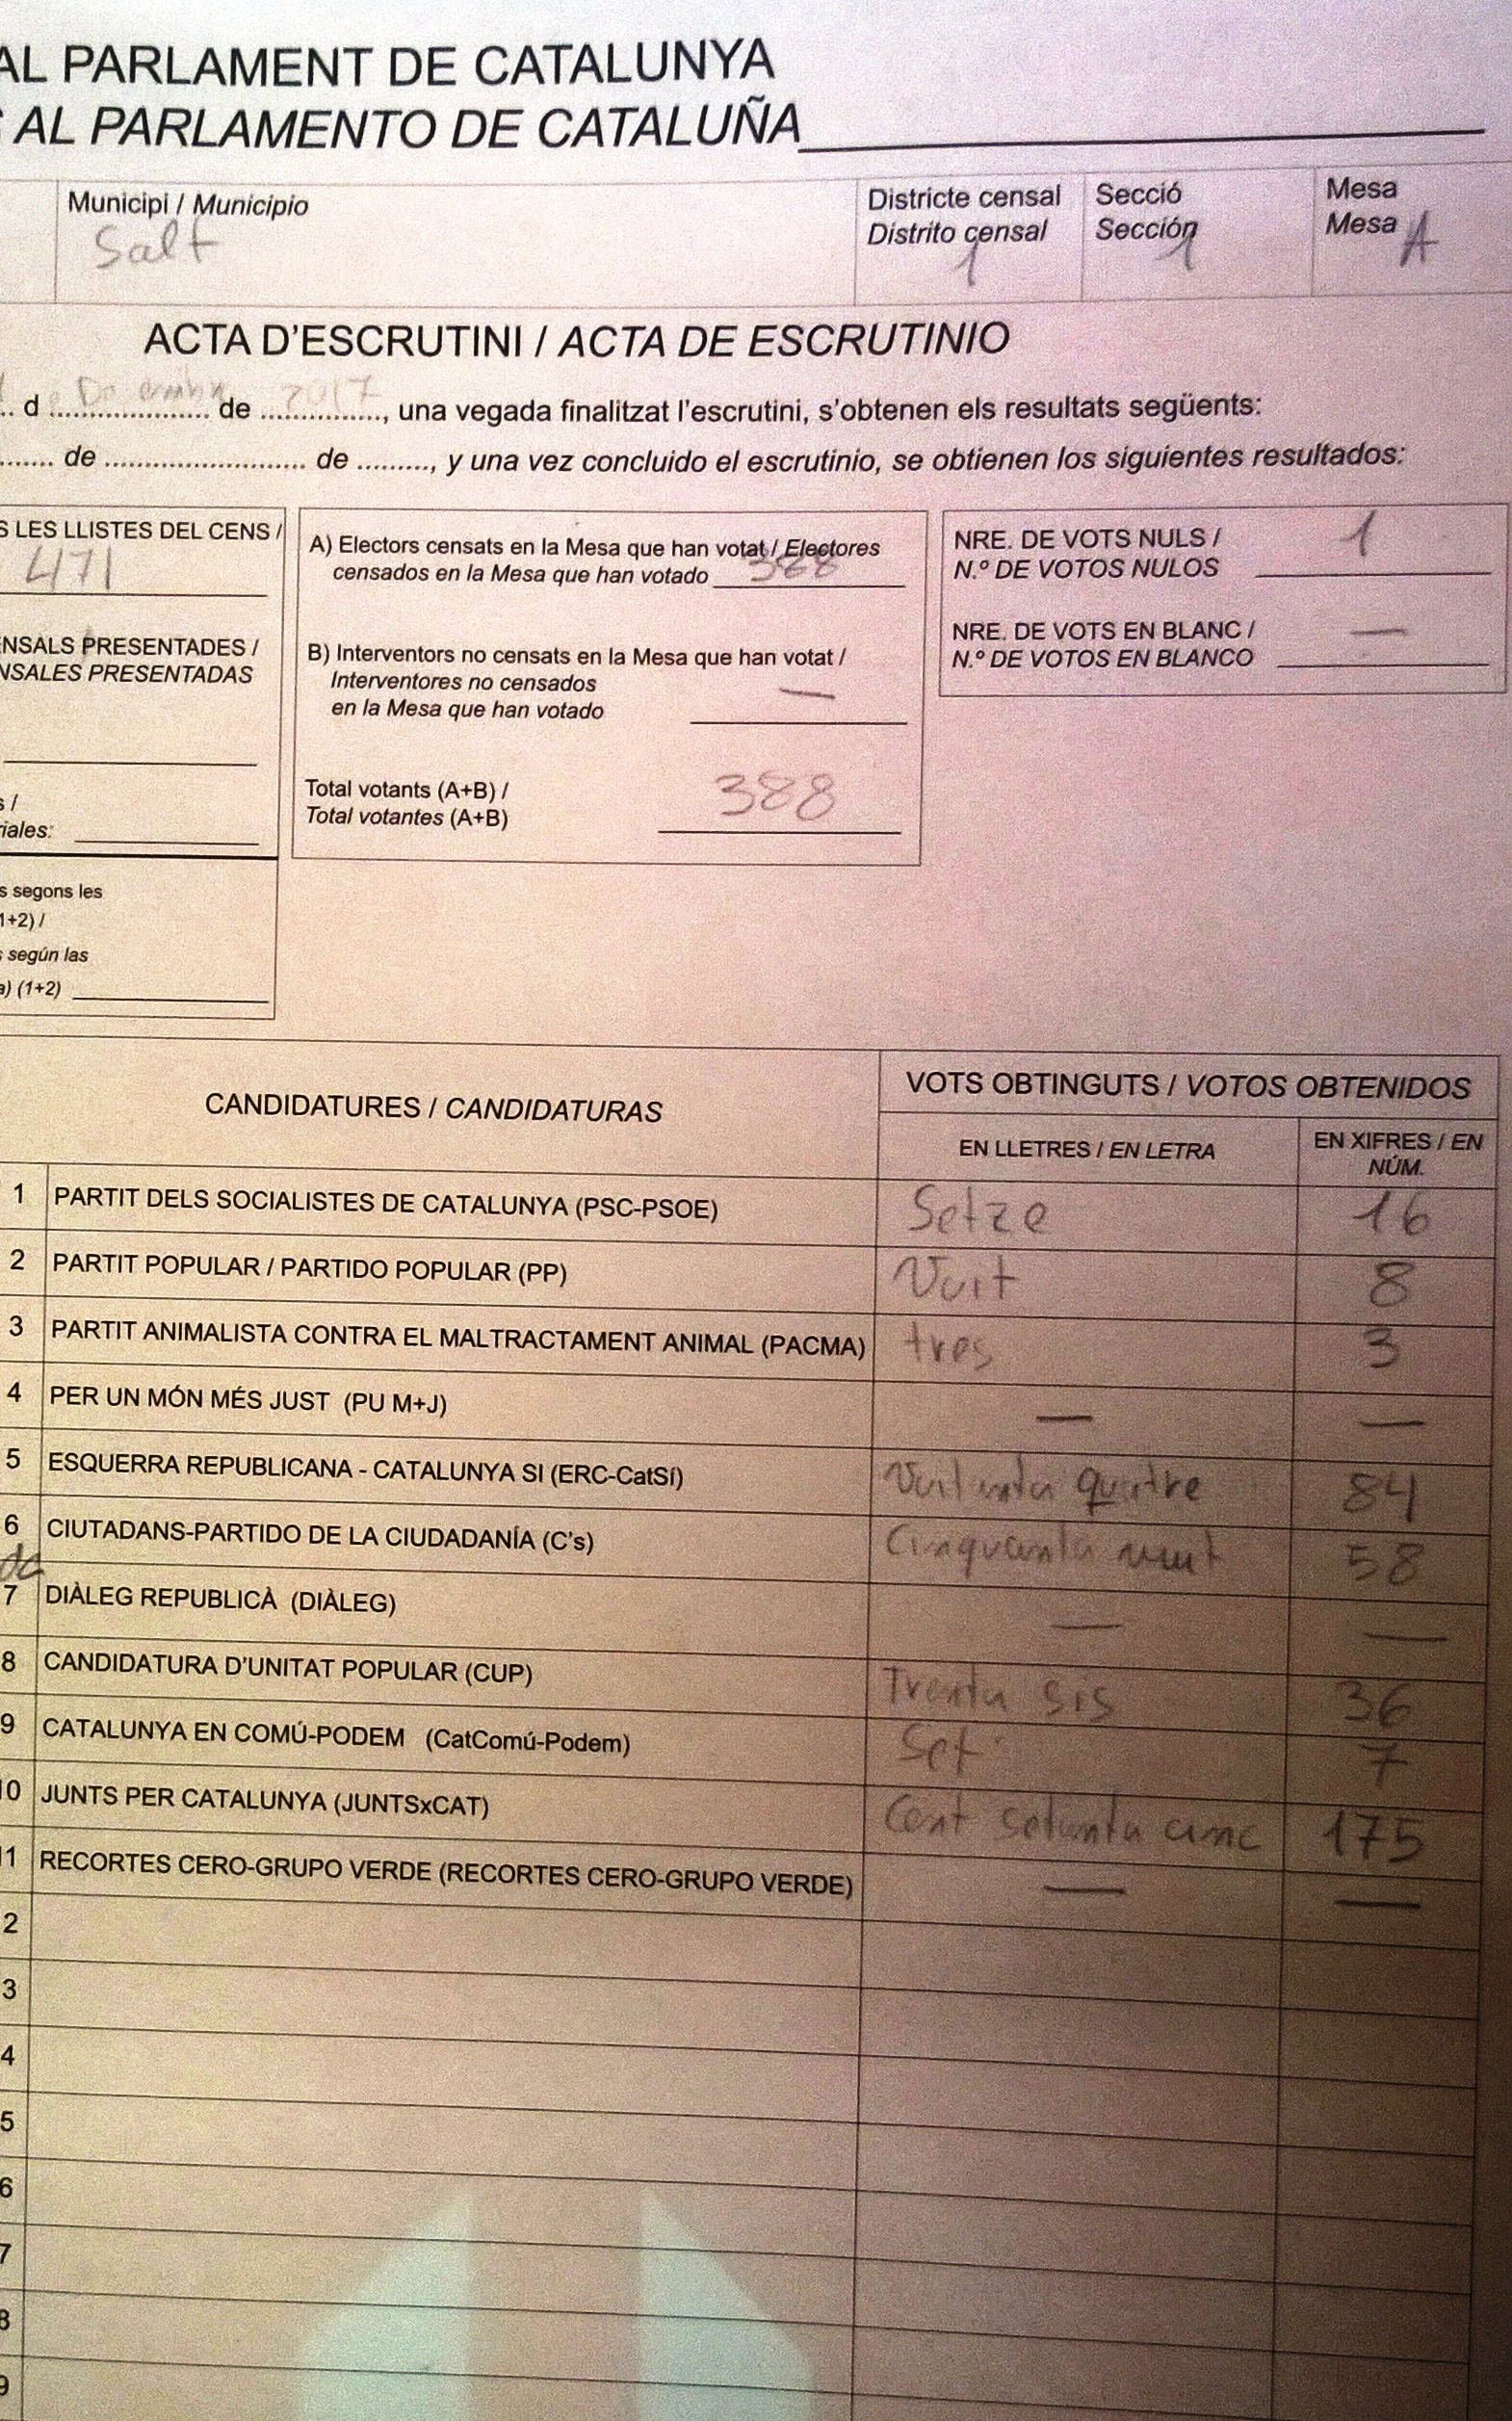 AL PARLAMENT DE CATALUNYA
AL PARLAMENTO DE CATALUÑA
Municipi / Municipio
Salt
Districte censal
Distrito censal
1
Secció
Sección
1
Mesa
Mesa A
ACTA D'ESCRUTINI / ACTA DE ESCRUTINIO
d ........ de 2017, una vegada finalitzat l'escrutini, s'obtenen els resultats següents:
de ........ de ........, y una vez concluido el escrutinio, se obtienen los siguientes resultados:
LES LLISTES DEL CENS /
471
ENSALS PRESENTADES /
NSALES PRESENTADAS
s /
riales:
s segons les
1+2) /
s según las
a) (1+2)
A) Electors censats en la Mesa que han votat / Electores
censados en la Mesa que han votado 388
B) Interventors no censats en la Mesa que han votat /
Interventores no censados
en la Mesa que han votado —
Total votants (A+B) /
Total votantes (A+B)
388
NRE. DE VOTS NULS /
N.º DE VOTOS NULOS
1
NRE. DE VOTS EN BLANC /
N.º DE VOTOS EN BLANCO
—
CANDIDATURES / CANDIDATURAS
VOTS OBTINGUTS / VOTOS OBTENIDOS
EN LLETRES / EN LETRA
EN XIFRES / EN
NÚM.
1 PARTIT DELS SOCIALISTES DE CATALUNYA (PSC-PSOE) Setze 16
2 PARTIT POPULAR / PARTIDO POPULAR (PP) Vuit 8
3 PARTIT ANIMALISTA CONTRA EL MALTRACTAMENT ANIMAL (PACMA) tres 3
4 PER UN MÓN MÉS JUST (PU M+J) — —
5 ESQUERRA REPUBLICANA - CATALUNYA SI (ERC-CatSí) Vuitanta quatre 84
6 CIUTADANS-PARTIDO DE LA CIUDADANÍA (C's) Cinquanta vuit 58
7 DIÀLEG REPUBLICÀ (DIÀLEG) — —
8 CANDIDATURA D'UNITAT POPULAR (CUP) Trenta sis 36
9 CATALUNYA EN COMÚ-PODEM (CatComú-Podem) Set 7
10 JUNTS PER CATALUNYA (JUNTSxCAT) Cent setanta cinc 175
11 RECORTES CERO-GRUPO VERDE (RECORTES CERO-GRUPO VERDE) — —
2
3
4
5
6
7
8
9